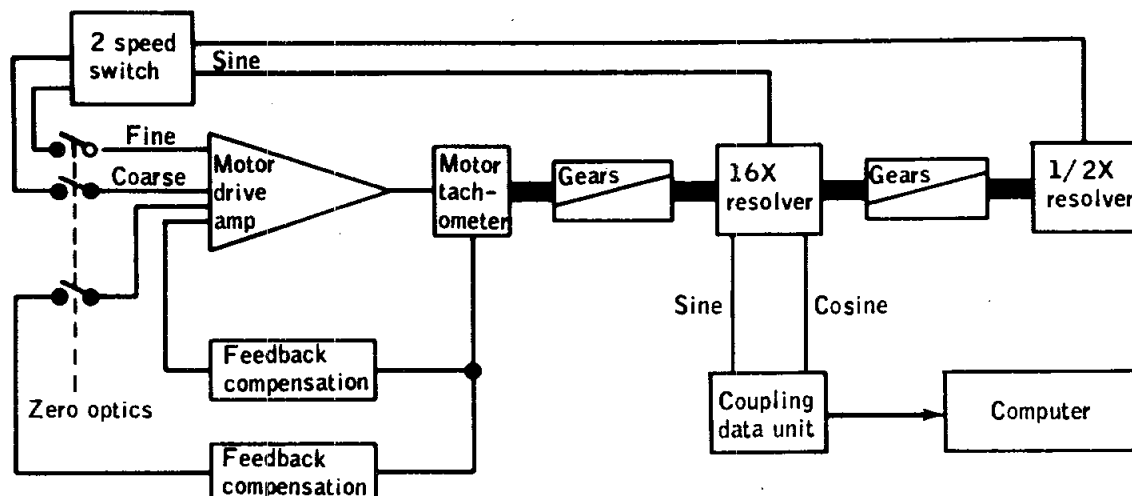 2 speed
switch
Sine
Fine
Coarse
Motor
drive
amp
Motor
tach-
ometer
Gears
16X
resolver
Gears
1/2X
resolver
Sine
Cosine
Feedback
compensation
Zero optics
Coupling
data unit
Computer
Feedback
compensation